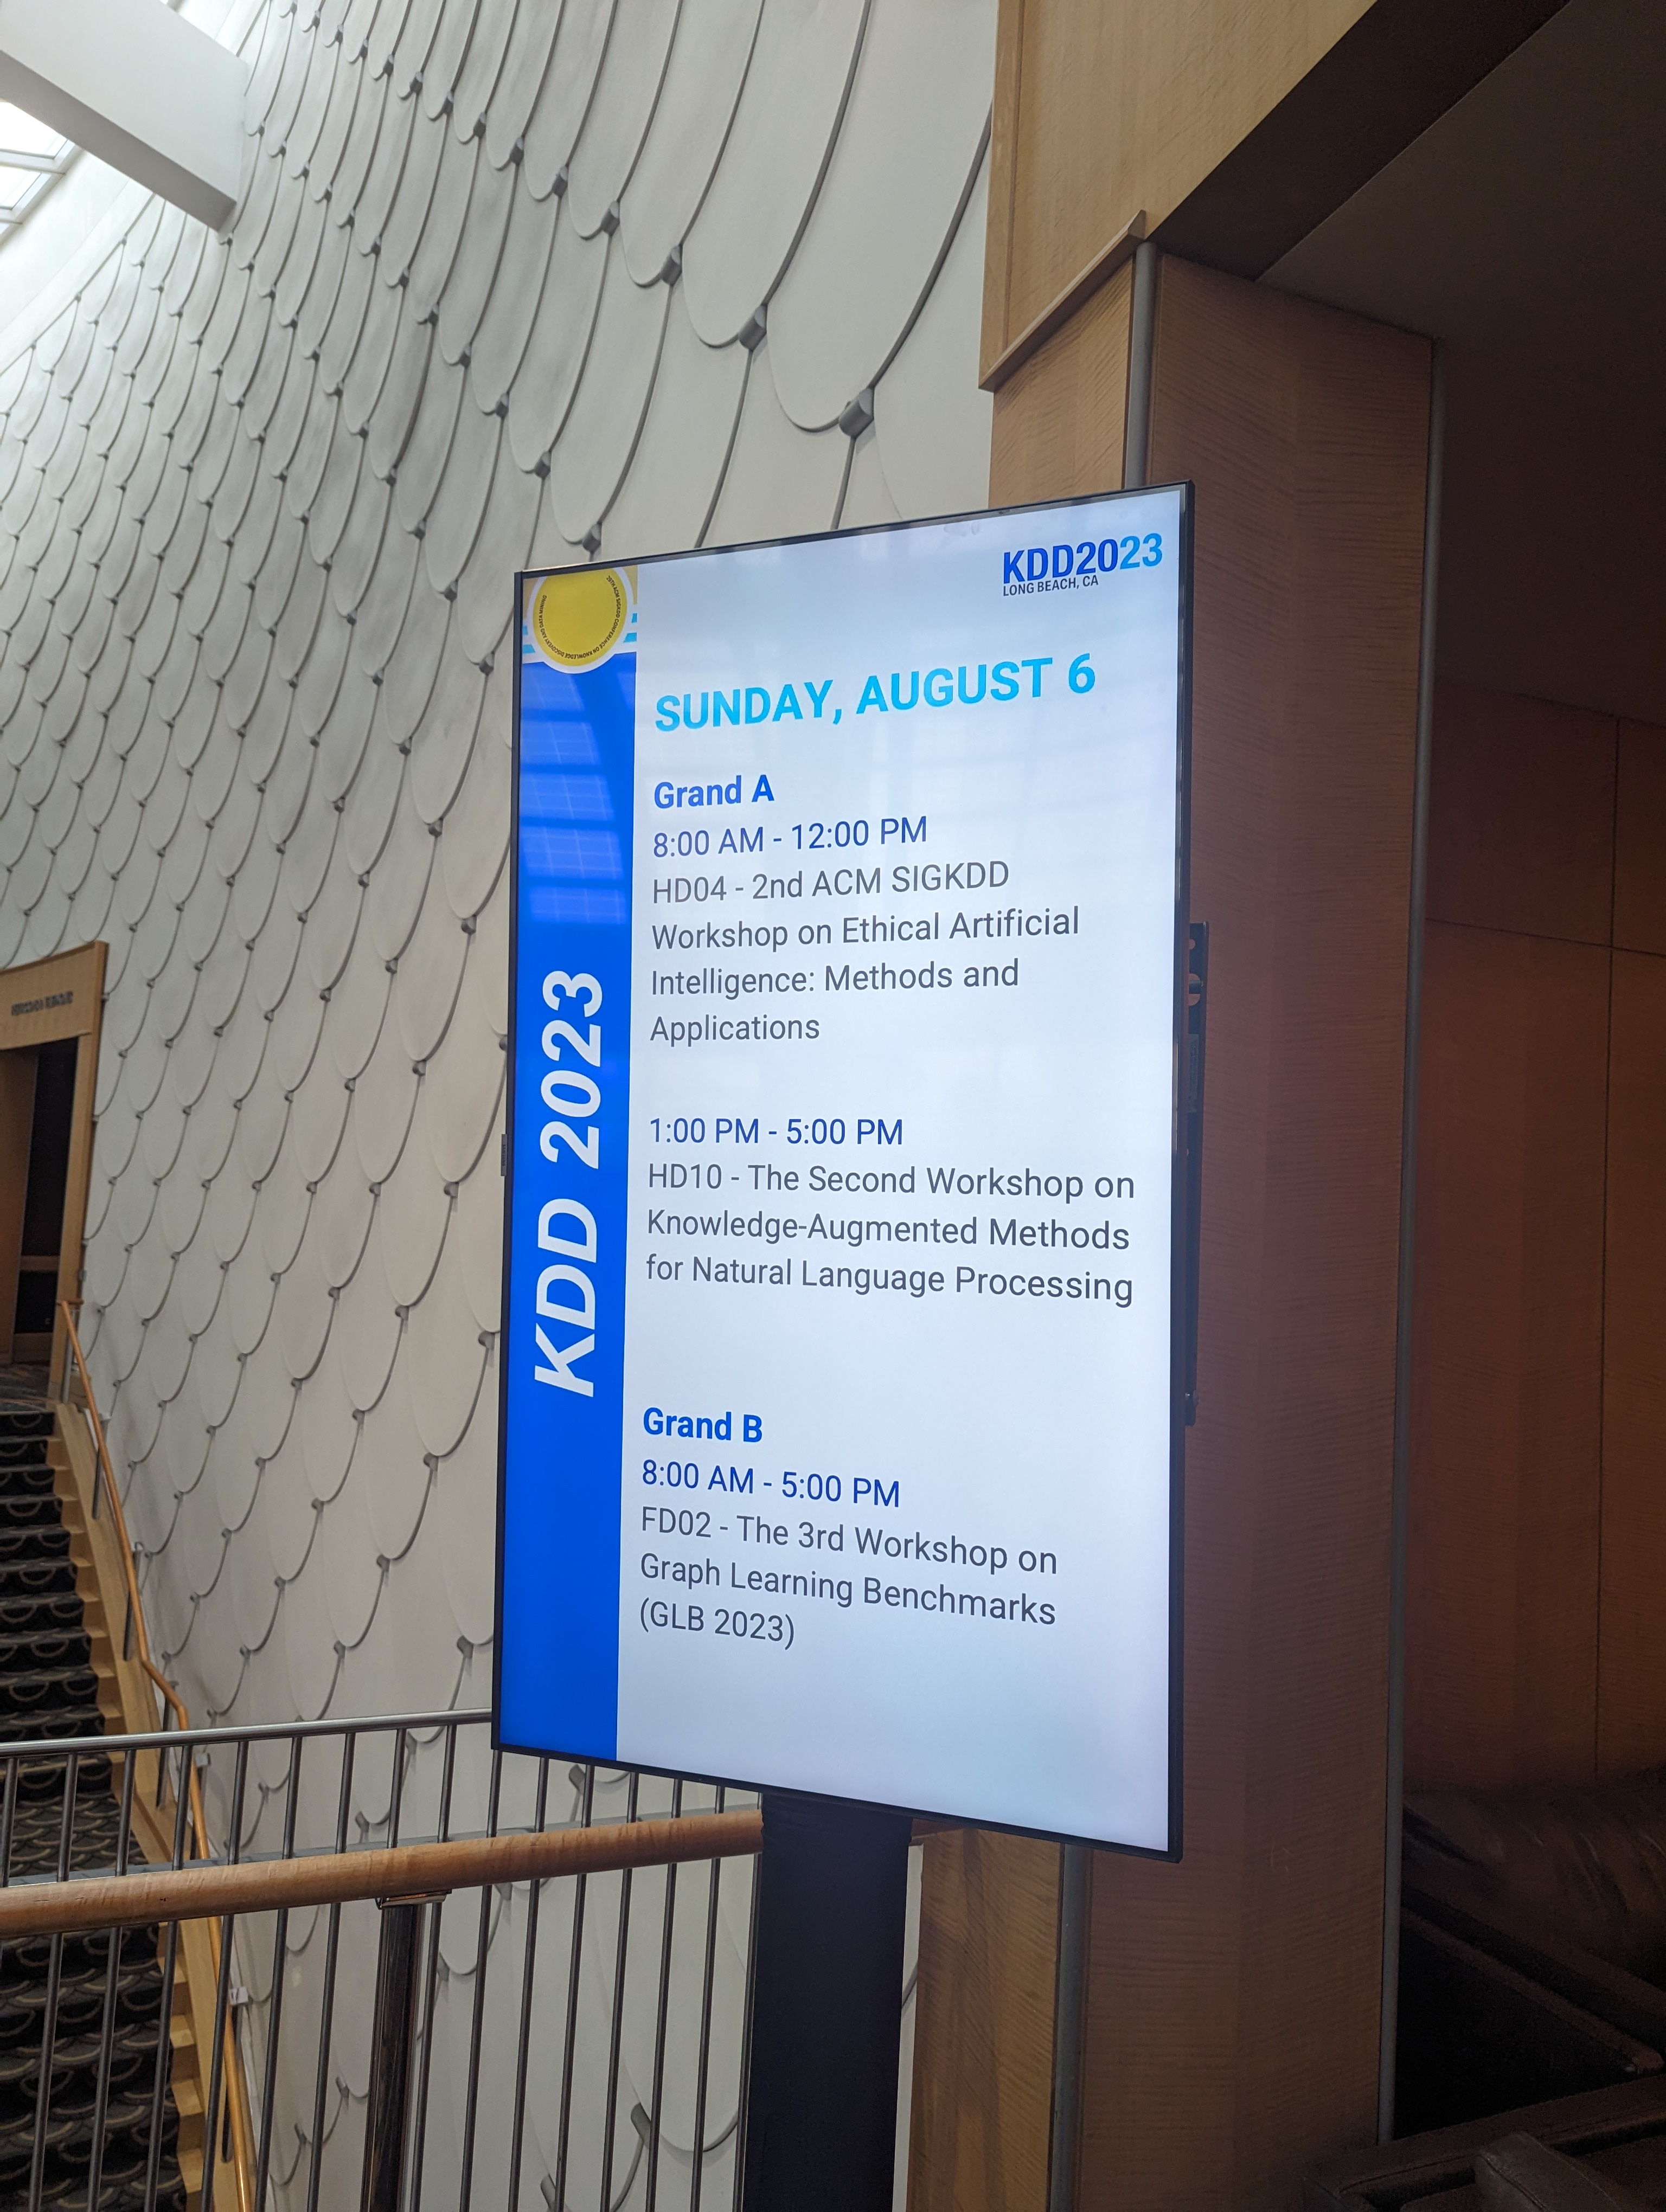 KDD2023
LONG BEACH, CA
SUNDAY, AUGUST 6
Grand A
8:00 AM - 12:00 PM
HD04 - 2nd ACM SIGKDD
Workshop on Ethical Artificial
Intelligence: Methods and
Applications
1:00 PM - 5:00 PM
HD10 - The Second Workshop on
Knowledge-Augmented Methods
for Natural Language Processing
Grand B
8:00 AM - 5:00 PM
FD02 - The 3rd Workshop on
Graph Learning Benchmarks
(GLB 2023)
KDD 2023